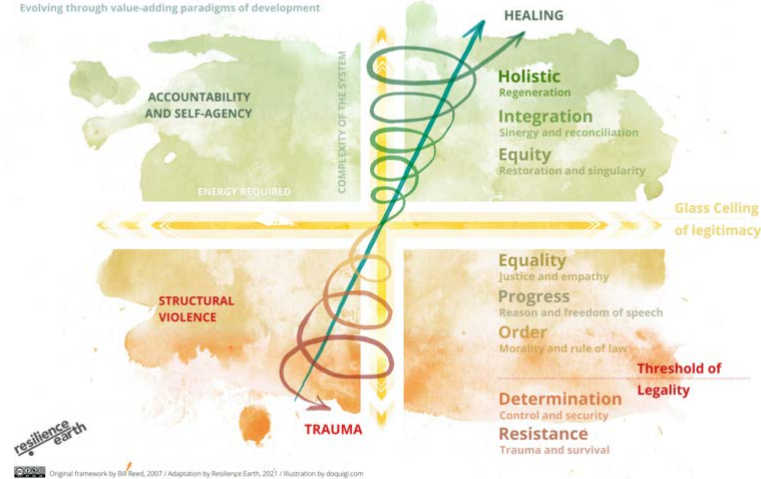 Evolving through value-adding paradigms of development
HEALING
COMPLEXITY OF THE SYSTEM
ACCOUNTABILITY
AND SELF-AGENCY
Holistic
Regeneration
Integration
Sinergy and reconciliation
Equity
Restoration and singularity
ENERGY REQUIRED
Glass Ceiling
of legitimacy
Equality
Justice and empathy
STRUCTURAL
VIOLENCE
Progress
Reason and freedom of speech
Order
Morality and rule of law
Threshold of
Legality
Determination
Control and security
TRAUMA
Resistance
Trauma and survival
resilience
earth
Original framework by Bill Reed, 2007 / Adaptation by Resilience Earth, 2021 / Illustration by doquigi.com